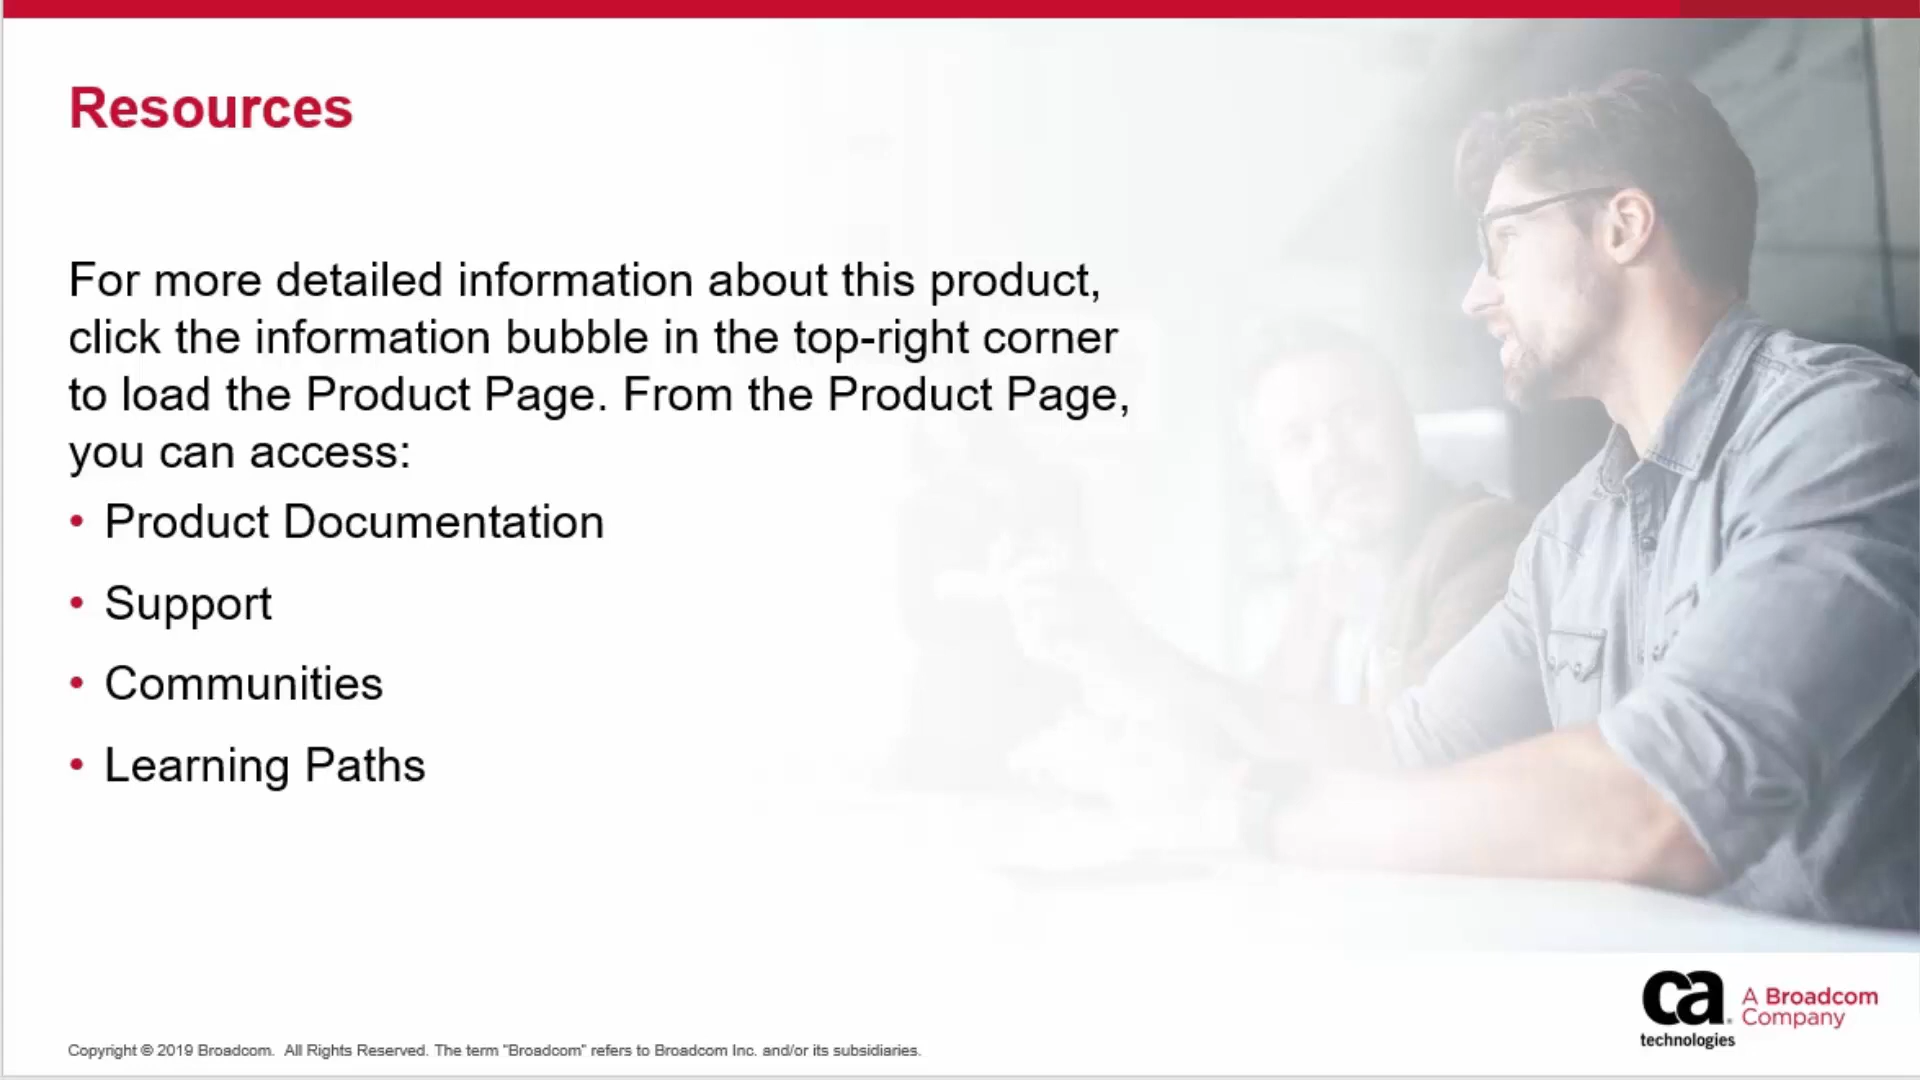 Resources
For more detailed information about this product,
click the information bubble in the top-right corner
to load the Product Page. From the Product Page,
you can access:
• Product Documentation
• Support
• Communities
• Learning Paths
ca
technologies
A Broadcom
Company
Copyright © 2019 Broadcom. All Rights Reserved. The term "Broadcom" refers to Broadcom Inc. and/or its subsidiaries.